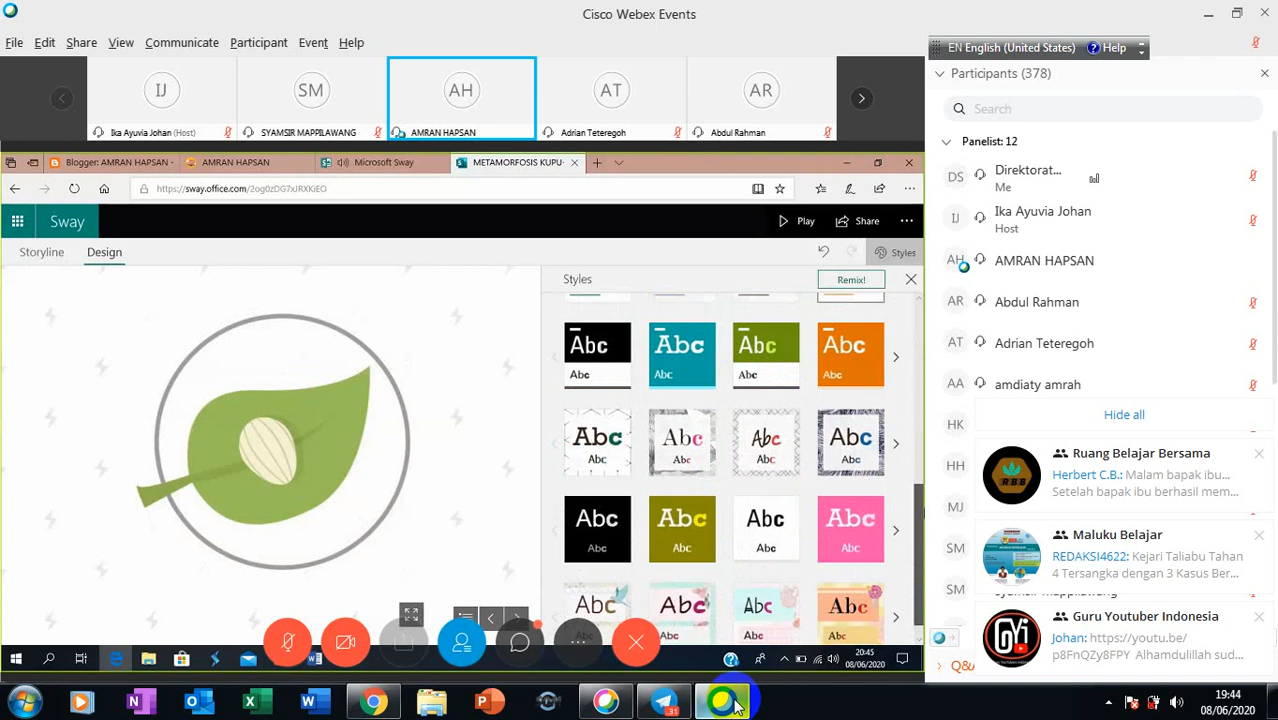 Cisco Webex Events
File Edit Share View Communicate Participant Event Help
EN English (United States) Help
IJ SM AH AT AR
Ika Ayuvia Johan (Host) SYAMSIR MAPPILAWANG AMRAN HAPSAN Adrian Teteregoh Abdul Rahman
Participants (378)
Search
Panelist: 12
DS Direktorat...
Me
IJ Ika Ayuvia Johan
Host
AH AMRAN HAPSAN
AR Abdul Rahman
AT Adrian Teteregoh
AA amdiaty amrah
HK
HH
MJ
SM
SM Syamsir Mappilawang
Q&A
Hide all
RBB
Ruang Belajar Bersama
Herbert C.B.: Malam bapak ibu...
Setelah bapak ibu berhasil mem...
Maluku Belajar
REDAKSI4622: Kejari Taliabu Tahan
4 Tersangka dengan 3 Kasus Ber...
GYi
Guru Youtuber Indonesia
Johan: https://youtu.be/
p8FnQZy8FPY Alhamdulillah sud...
Blogger: AMRAN HAPSAN - AMRAN HAPSAN Microsoft Sway METAMORFOSIS KUPU-
https://sway.office.com/2og0zDG7xJRXKiEO
Sway Play Share
Storyline Design Styles
Styles Remix!
Abc Abc Abc Abc
Abc Abc Abc Abc
Abc Abc Abc Abc
Abc Abc Abc Abc
Abc Abc Abc Abc
Abc Abc Abc Abc
Abc Abc Abc Abc
Abc Abc Abc Abc
20:45
08/06/2020
31
19:44
08/06/2020